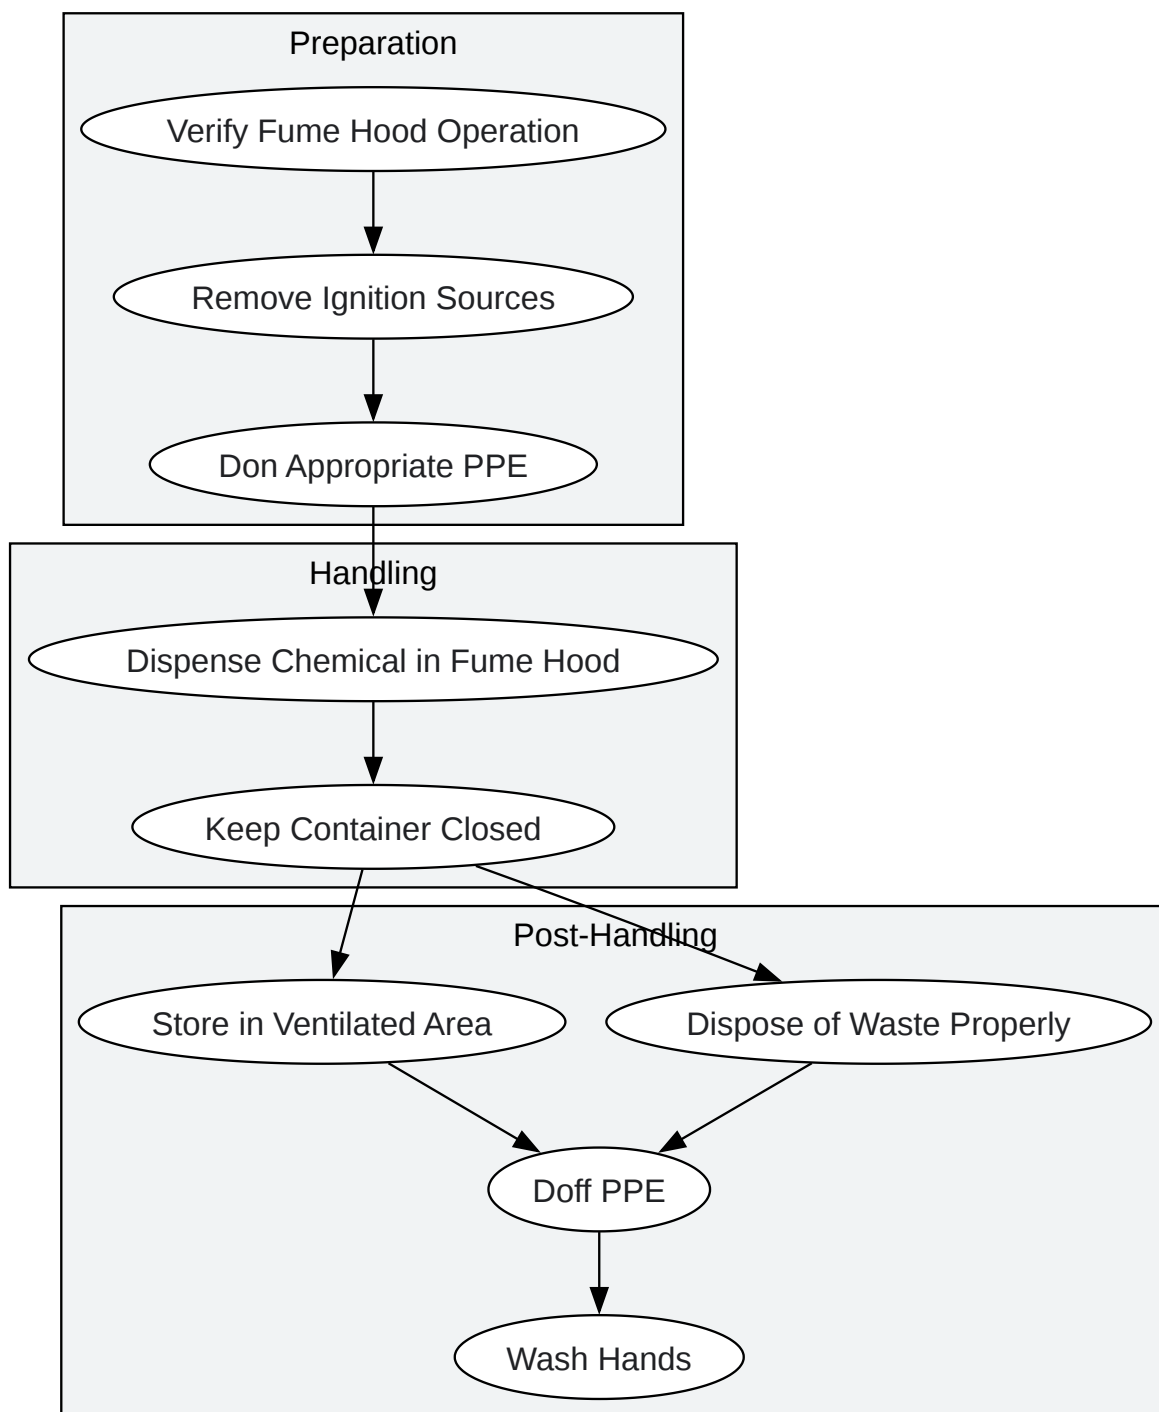 Preparation
Verify Fume Hood Operation
Remove Ignition Sources
Don Appropriate PPE
Handling
Dispense Chemical in Fume Hood
Keep Container Closed
Post-Handling
Store in Ventilated Area
Dispose of Waste Properly
Doff PPE
Wash Hands